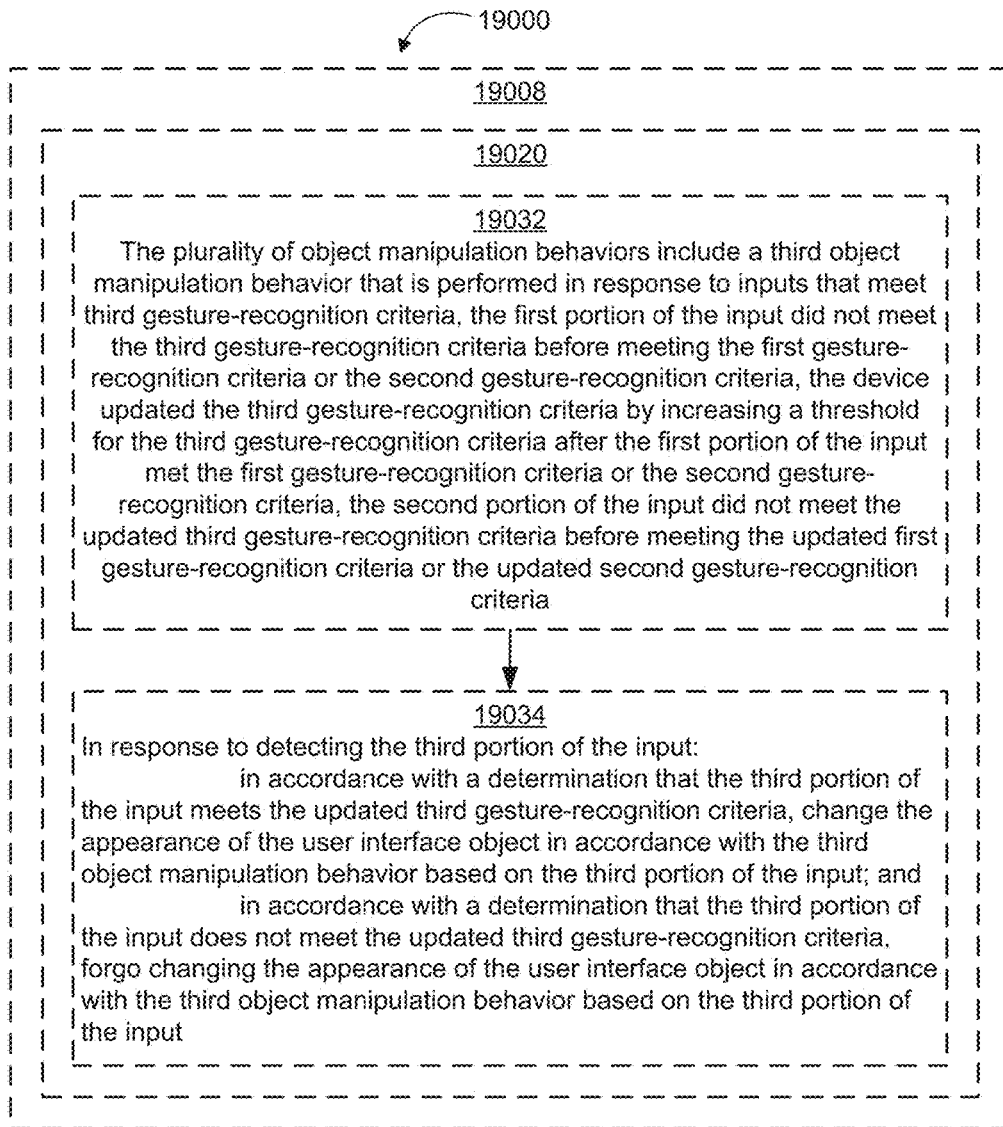 19000
19008
19020
19032
The plurality of object manipulation behaviors include a third object
manipulation behavior that is performed in response to inputs that meet
third gesture-recognition criteria, the first portion of the input did not meet
the third gesture-recognition criteria before meeting the first gesture-
recognition criteria or the second gesture-recognition criteria, the device
updated the third gesture-recognition criteria by increasing a threshold
for the third gesture-recognition criteria after the first portion of the input
met the first gesture-recognition criteria or the second gesture-
recognition criteria, the second portion of the input did not meet the
updated third gesture-recognition criteria before meeting the updated first
gesture-recognition criteria or the updated second gesture-recognition
criteria
19034
In response to detecting the third portion of the input:
in accordance with a determination that the third portion of
the input meets the updated third gesture-recognition criteria, change the
appearance of the user interface object in accordance with the third
object manipulation behavior based on the third portion of the input; and
in accordance with a determination that the third portion of
the input does not meet the updated third gesture-recognition criteria,
forgo changing the appearance of the user interface object in accordance
with the third object manipulation behavior based on the third portion of
the input